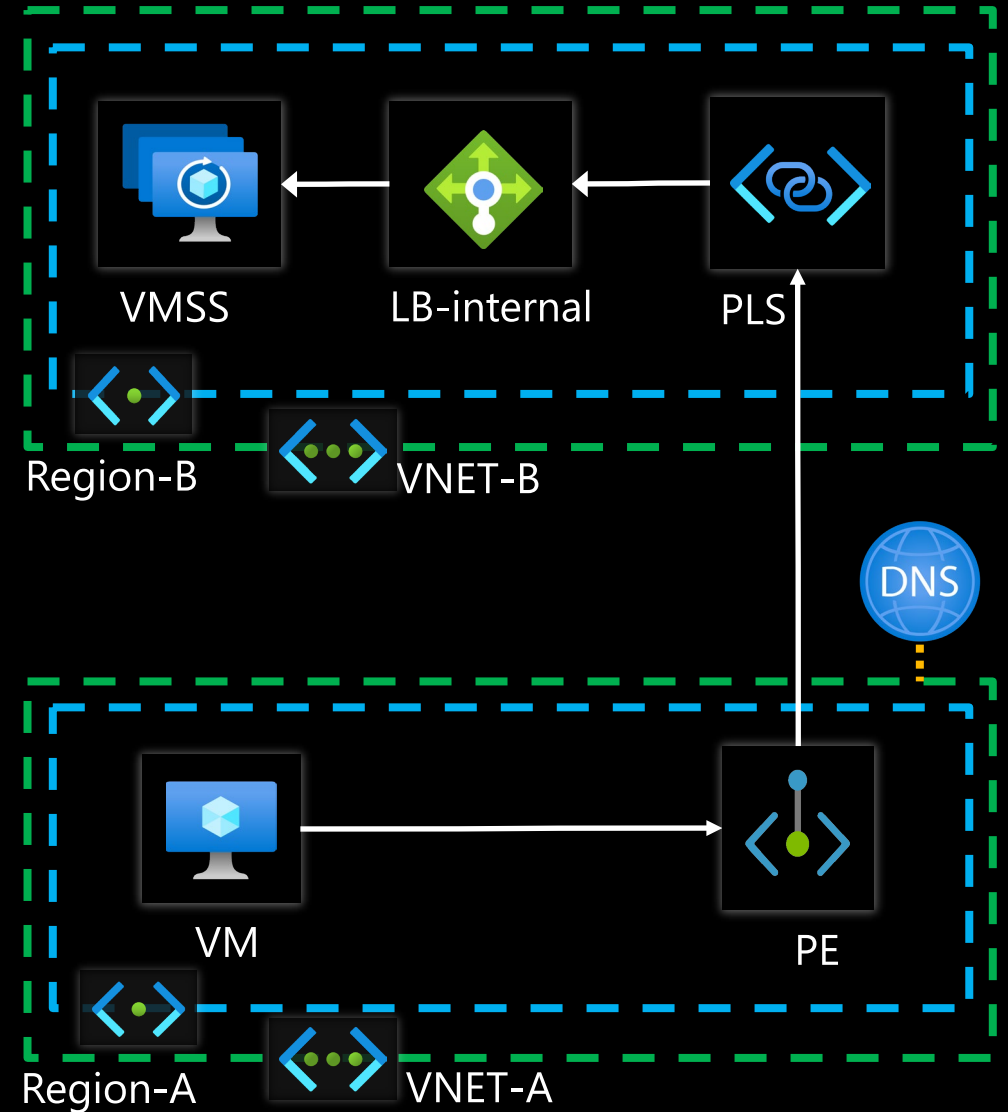 VMSS
LB-internal
PLS
Region-B
VNET-B
DNS
VM
PE
Region-A
VNET-A